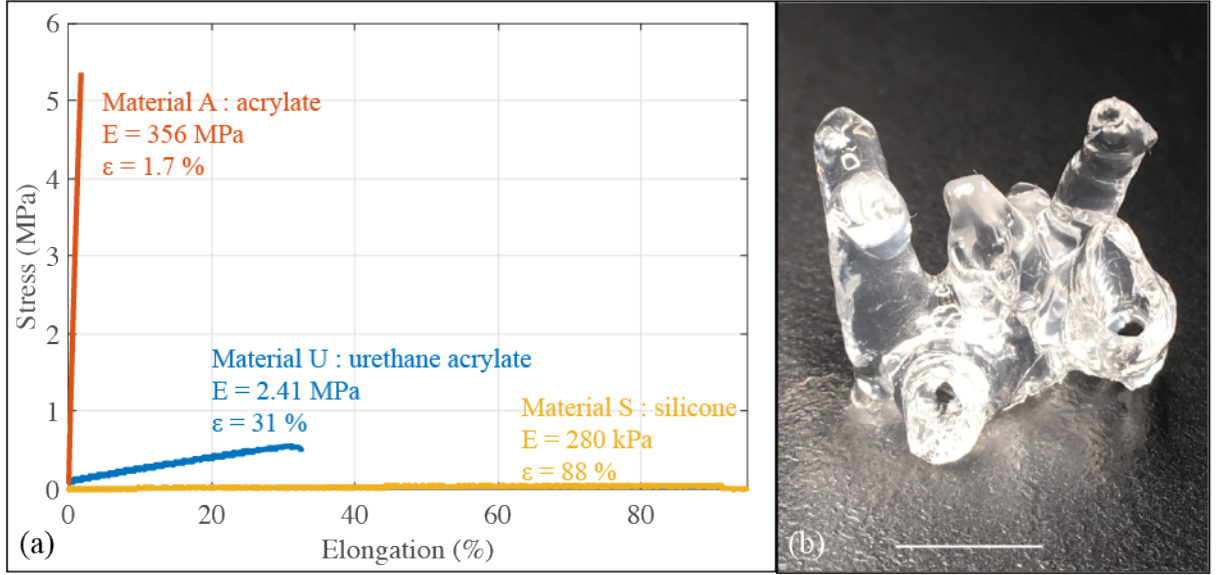 6
5
4
3
2
1
0
Stress (MPa)
Material A : acrylate
E = 356 MPa
ε = 1.7 %
Material U : urethane acrylate
E = 2.41 MPa
ε = 31 %
Material S : silicone
E = 280 kPa
ε = 88 %
0 20 40 60 80
Elongation (%)
(a)
(b)